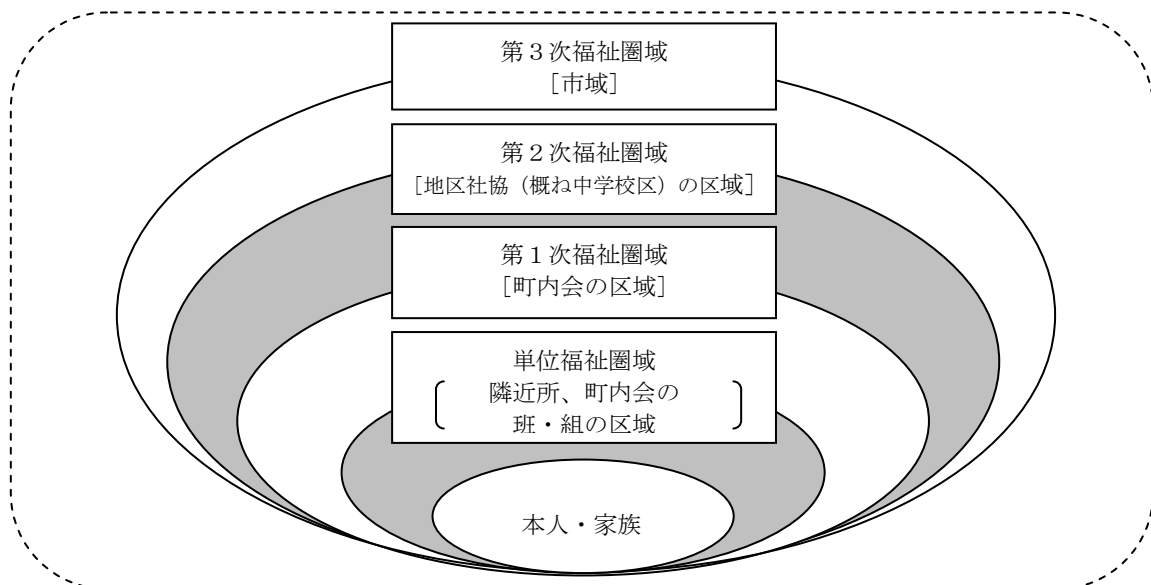 第３次福祉圏域
［市域］
第２次福祉圏域
［地区社協（概ね中学校区）の区域］
第１次福祉圏域
［町内会の区域］
単位福祉圏域
隣近所、町内会の
班・組の区域
本人・家族